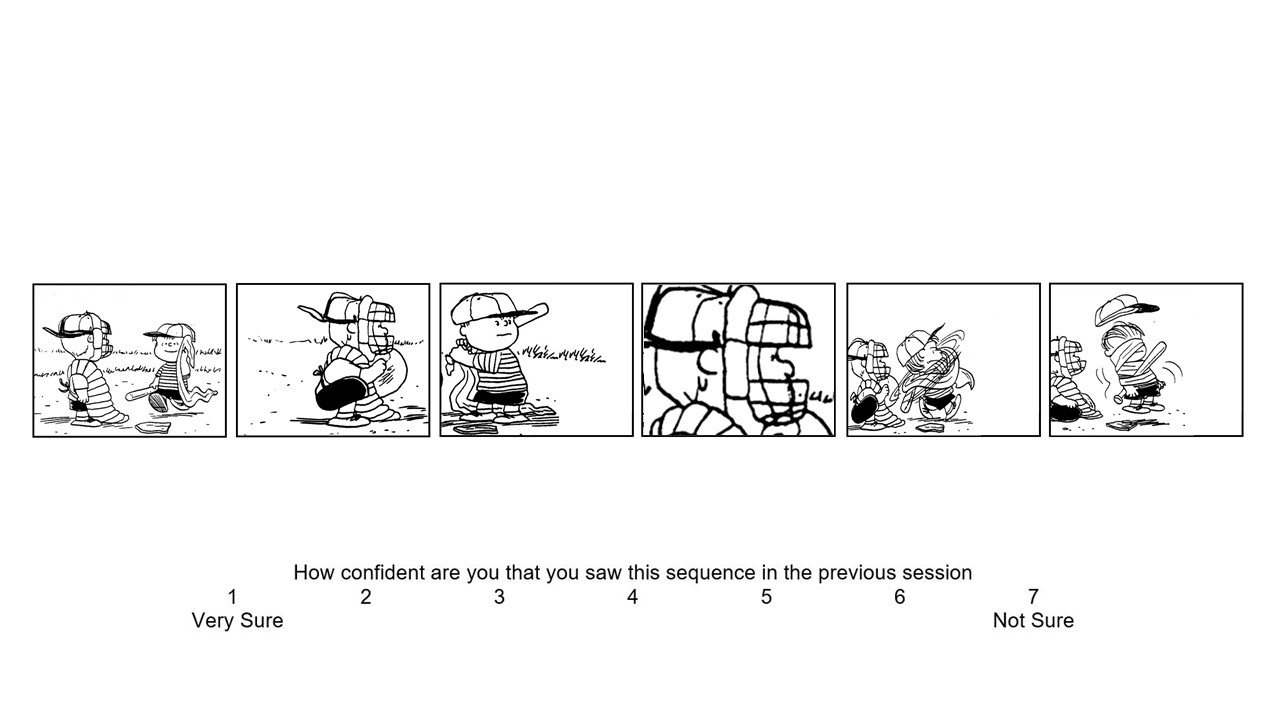 How confident are you that you saw this sequence in the previous session
1 2 3 4 5 6 7
Very Sure Not Sure